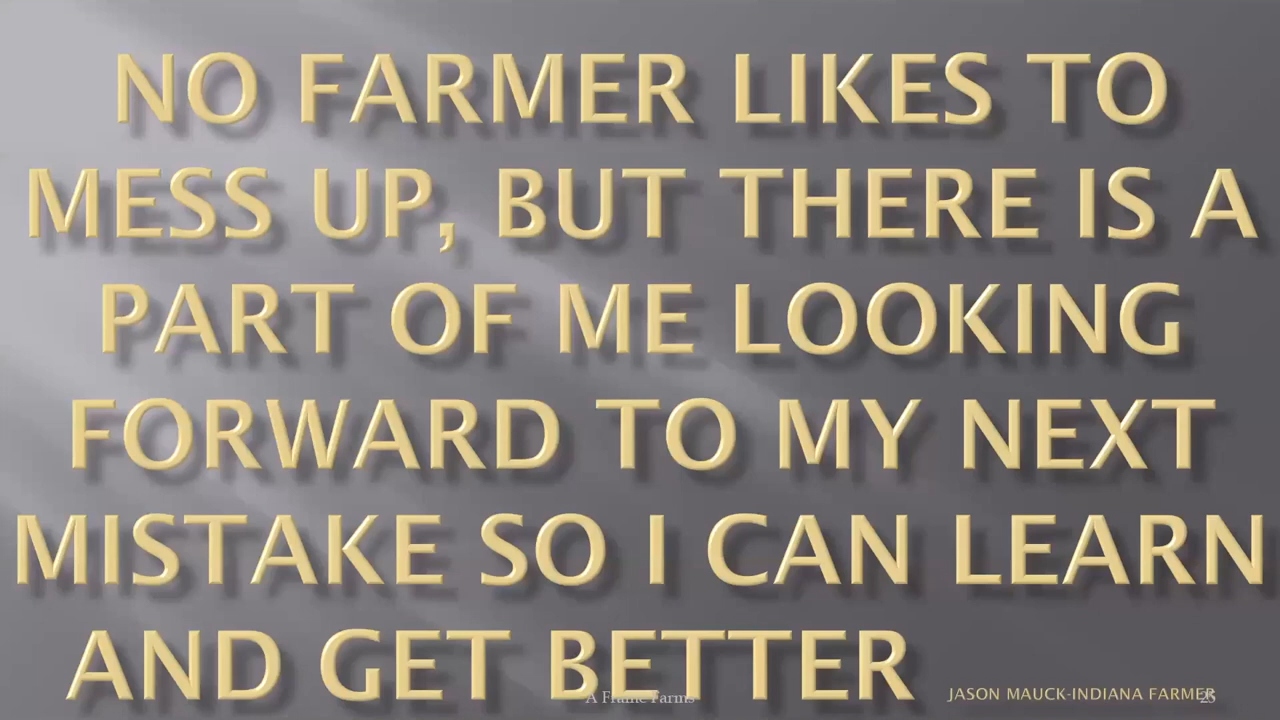 NO FARMER LIKES TO
MESS UP, BUT THERE IS A
PART OF ME LOOKING
FORWARD TO MY NEXT
MISTAKE SO I CAN LEARN
AND GET BETTER
A Frame Farms
JASON MAUCK-INDIANA FARMER
25